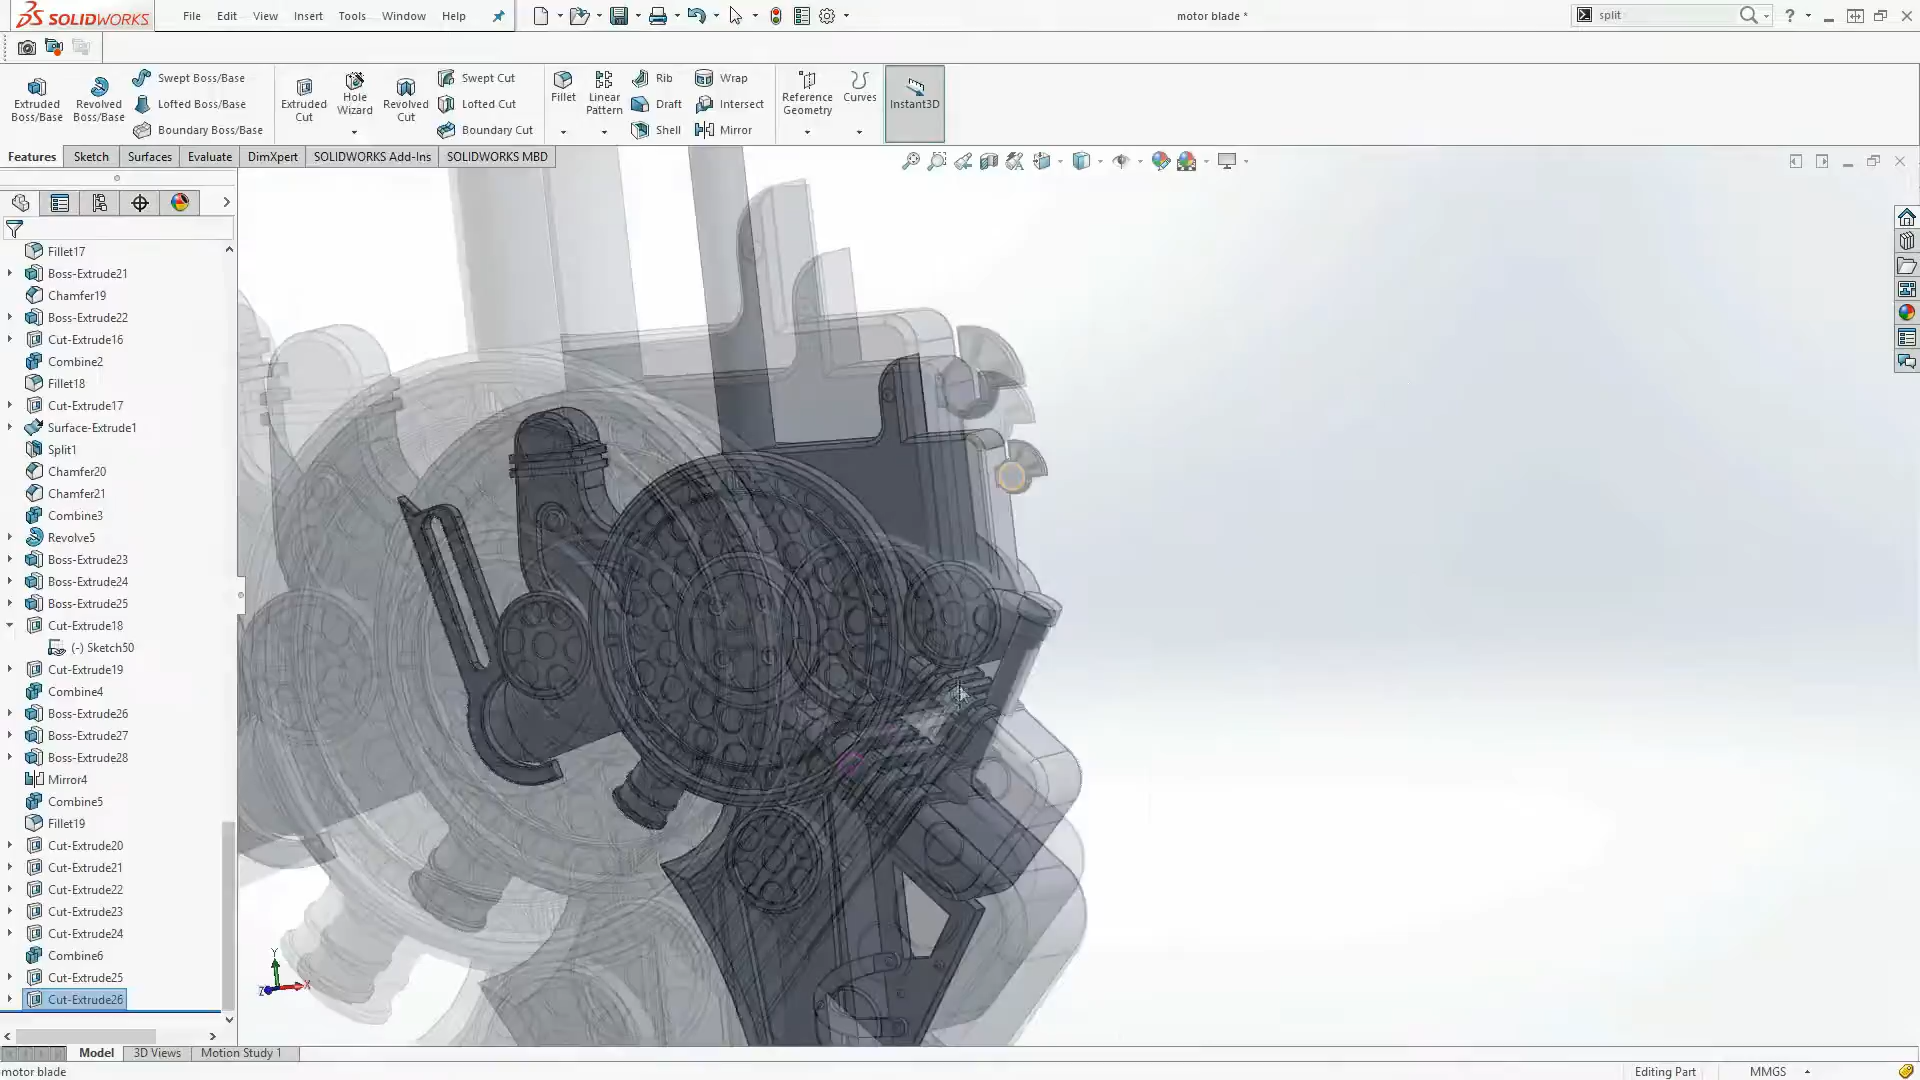 SOLIDWORKS
File Edit View Insert Tools Window Help
motor blade *
split
Extruded Boss/Base
Revolved Boss/Base
Swept Boss/Base
Lofted Boss/Base
Boundary Boss/Base
Extruded Cut
Hole Wizard
Revolved Cut
Swept Cut
Lofted Cut
Boundary Cut
Fillet
Linear Pattern
Rib
Draft
Shell
Wrap
Intersect
Mirror
Reference Geometry
Curves
Instant3D
Features Sketch Surfaces Evaluate DimXpert SOLIDWORKS Add-Ins SOLIDWORKS MBD
Fillet17
Boss-Extrude21
Chamfer19
Boss-Extrude22
Cut-Extrude16
Combine2
Fillet18
Cut-Extrude17
Surface-Extrude1
Split1
Chamfer20
Chamfer21
Combine3
Revolve5
Boss-Extrude23
Boss-Extrude24
Boss-Extrude25
Cut-Extrude18
(-) Sketch50
Cut-Extrude19
Combine4
Boss-Extrude26
Boss-Extrude27
Boss-Extrude28
Mirror4
Combine5
Fillet19
Cut-Extrude20
Cut-Extrude21
Cut-Extrude22
Cut-Extrude23
Cut-Extrude24
Combine6
Cut-Extrude25
Cut-Extrude26
Y
Z X
Model 3D Views Motion Study 1
motor blade Editing Part MMGS